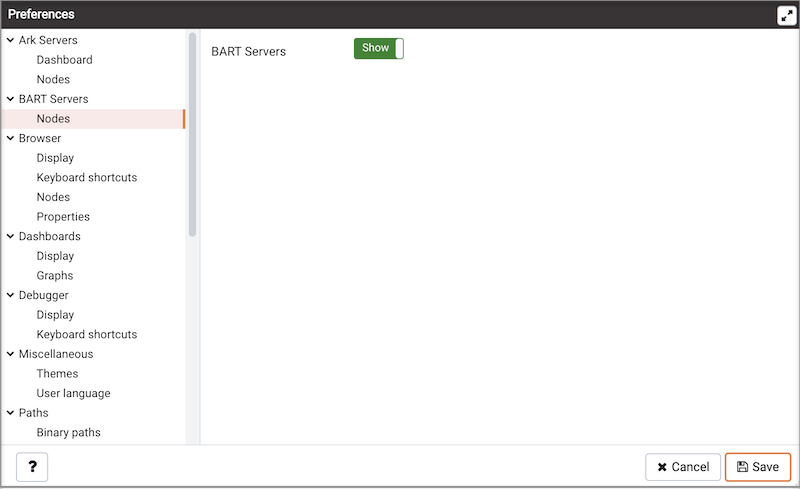 Preferences
Ark Servers
Dashboard
Nodes
BART Servers
Nodes
Browser
Display
Keyboard shortcuts
Nodes
Properties
Dashboards
Display
Graphs
Debugger
Display
Keyboard shortcuts
Miscellaneous
Themes
User language
Paths
Binary paths
BART Servers Show
? Cancel Save